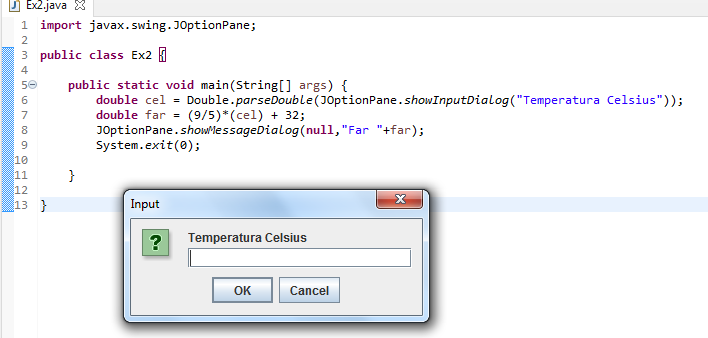 Ex2.java
1 import javax.swing.JOptionPane;
2
3 public class Ex2 {
4
5 public static void main(String[] args) {
6 double cel = Double.parseDouble(JOptionPane.showInputDialog("Temperatura Celsius"));
7 double far = (9/5)*(cel) + 32;
8 JOptionPane.showMessageDialog(null,"Far "+far);
9 System.exit(0);
10
11 }
12
13 }
Input
Temperatura Celsius
OK Cancel